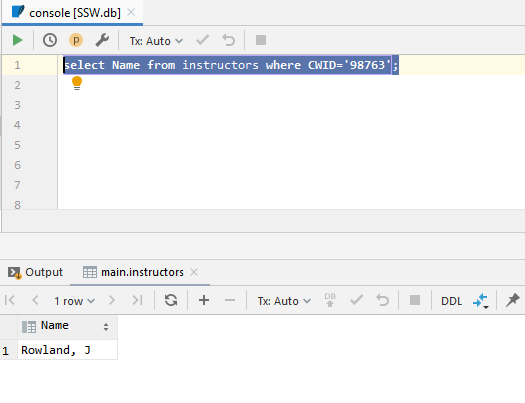 console [SSW.db]
Tx: Auto
1 select Name from instructors where CWID='98763';
2
3
4
5
6
7
8
Output main.instructors
1 row Tx: Auto DB DDL
Name
1 Rowland, J